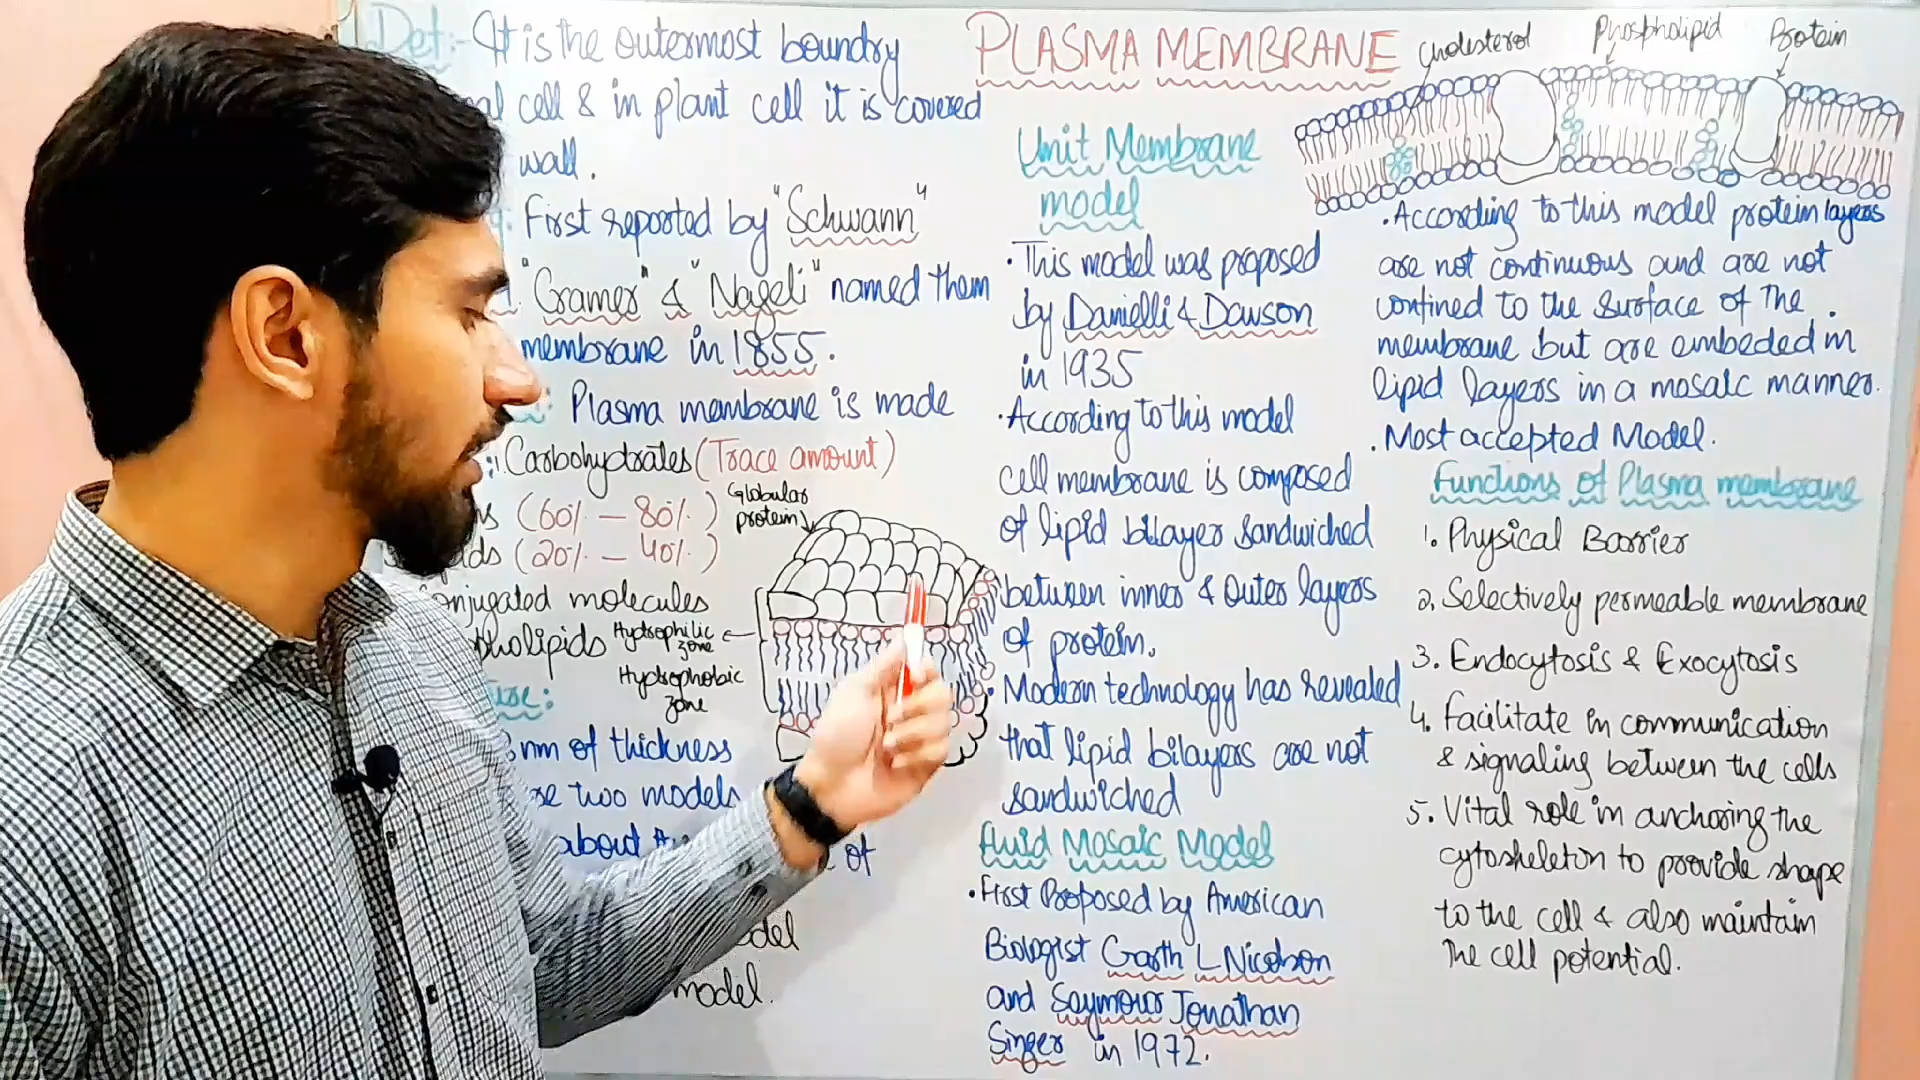 Def:- It is the outermost boundry
al cell & in plant cell it is covered
wall.
First reported by "Schwann"
"Cramer" & "Nageli" named them
membrane in 1855.
: Plasma membrane is made
Carbohydrates (Trace amount)
(60% - 80%)
(20% - 40%)
onjugated molecules
pholipids
nm of thickness
two models
about
of
model.
Globular
protein
Hydrophilic
zone
Hydrophobic
zone
PLASMA MEMBRANE
Unit Membrane
model
. This model was proposed
by Danielli & Dawson
in 1935
. According to this model
cell membrane is composed
of lipid bilayer sandwiched
between inner & outer layers
of protein.
. Modern technology has revealed
that lipid bilayers are not
sandwiched
Fluid Mosaic Model
. First Proposed by American
Biologist Garth L Nicolson
and Seymour Jonathan
Singer in 1972.
Cholesterol
Phospholipid
Protein
. According to this model protein layers
are not continuous and are not
confined to the surface of the
membrane but are embeded in
lipid layers in a mosaic manner.
. Most accepted Model.
Functions of Plasma membrane
1. Physical Barrier
2. Selectively permeable membrane
3. Endocytosis & Exocytosis
4. Facilitate in communication
& signaling between the cells
5. Vital role in anchoring the
cytoskeleton to provide shape
to the cell & also maintain
The cell potential.